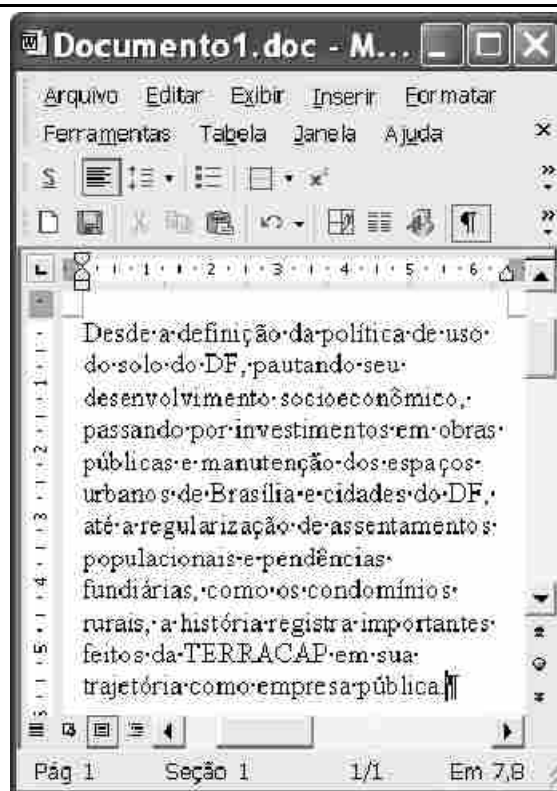 Documento1.doc - M...
Arquivo Editar Exibir Inserir Formatar
Ferramentas Tabela Janela Ajuda
Desde·a·definição·da·política·de·uso·
do·solo·do·DF,·pautando·seu·
desenvolvimento·socioeconômico,·
passando·por·investimentos·em·obras·
públicas·e·manutenção·dos·espaços·
urbanos·de·Brasília·e·cidades·do·DF,·
até·a·regularização·de·assentamentos·
populacionais·e·pendências·
fundiárias,·como·os·condomínios·
rurais,·a·história·registra·importantes·
feitos·da·TERRACAP·em·sua·
trajetória·como·empresa·pública.¶
Pág 1 Seção 1 1/1 Em 7,8